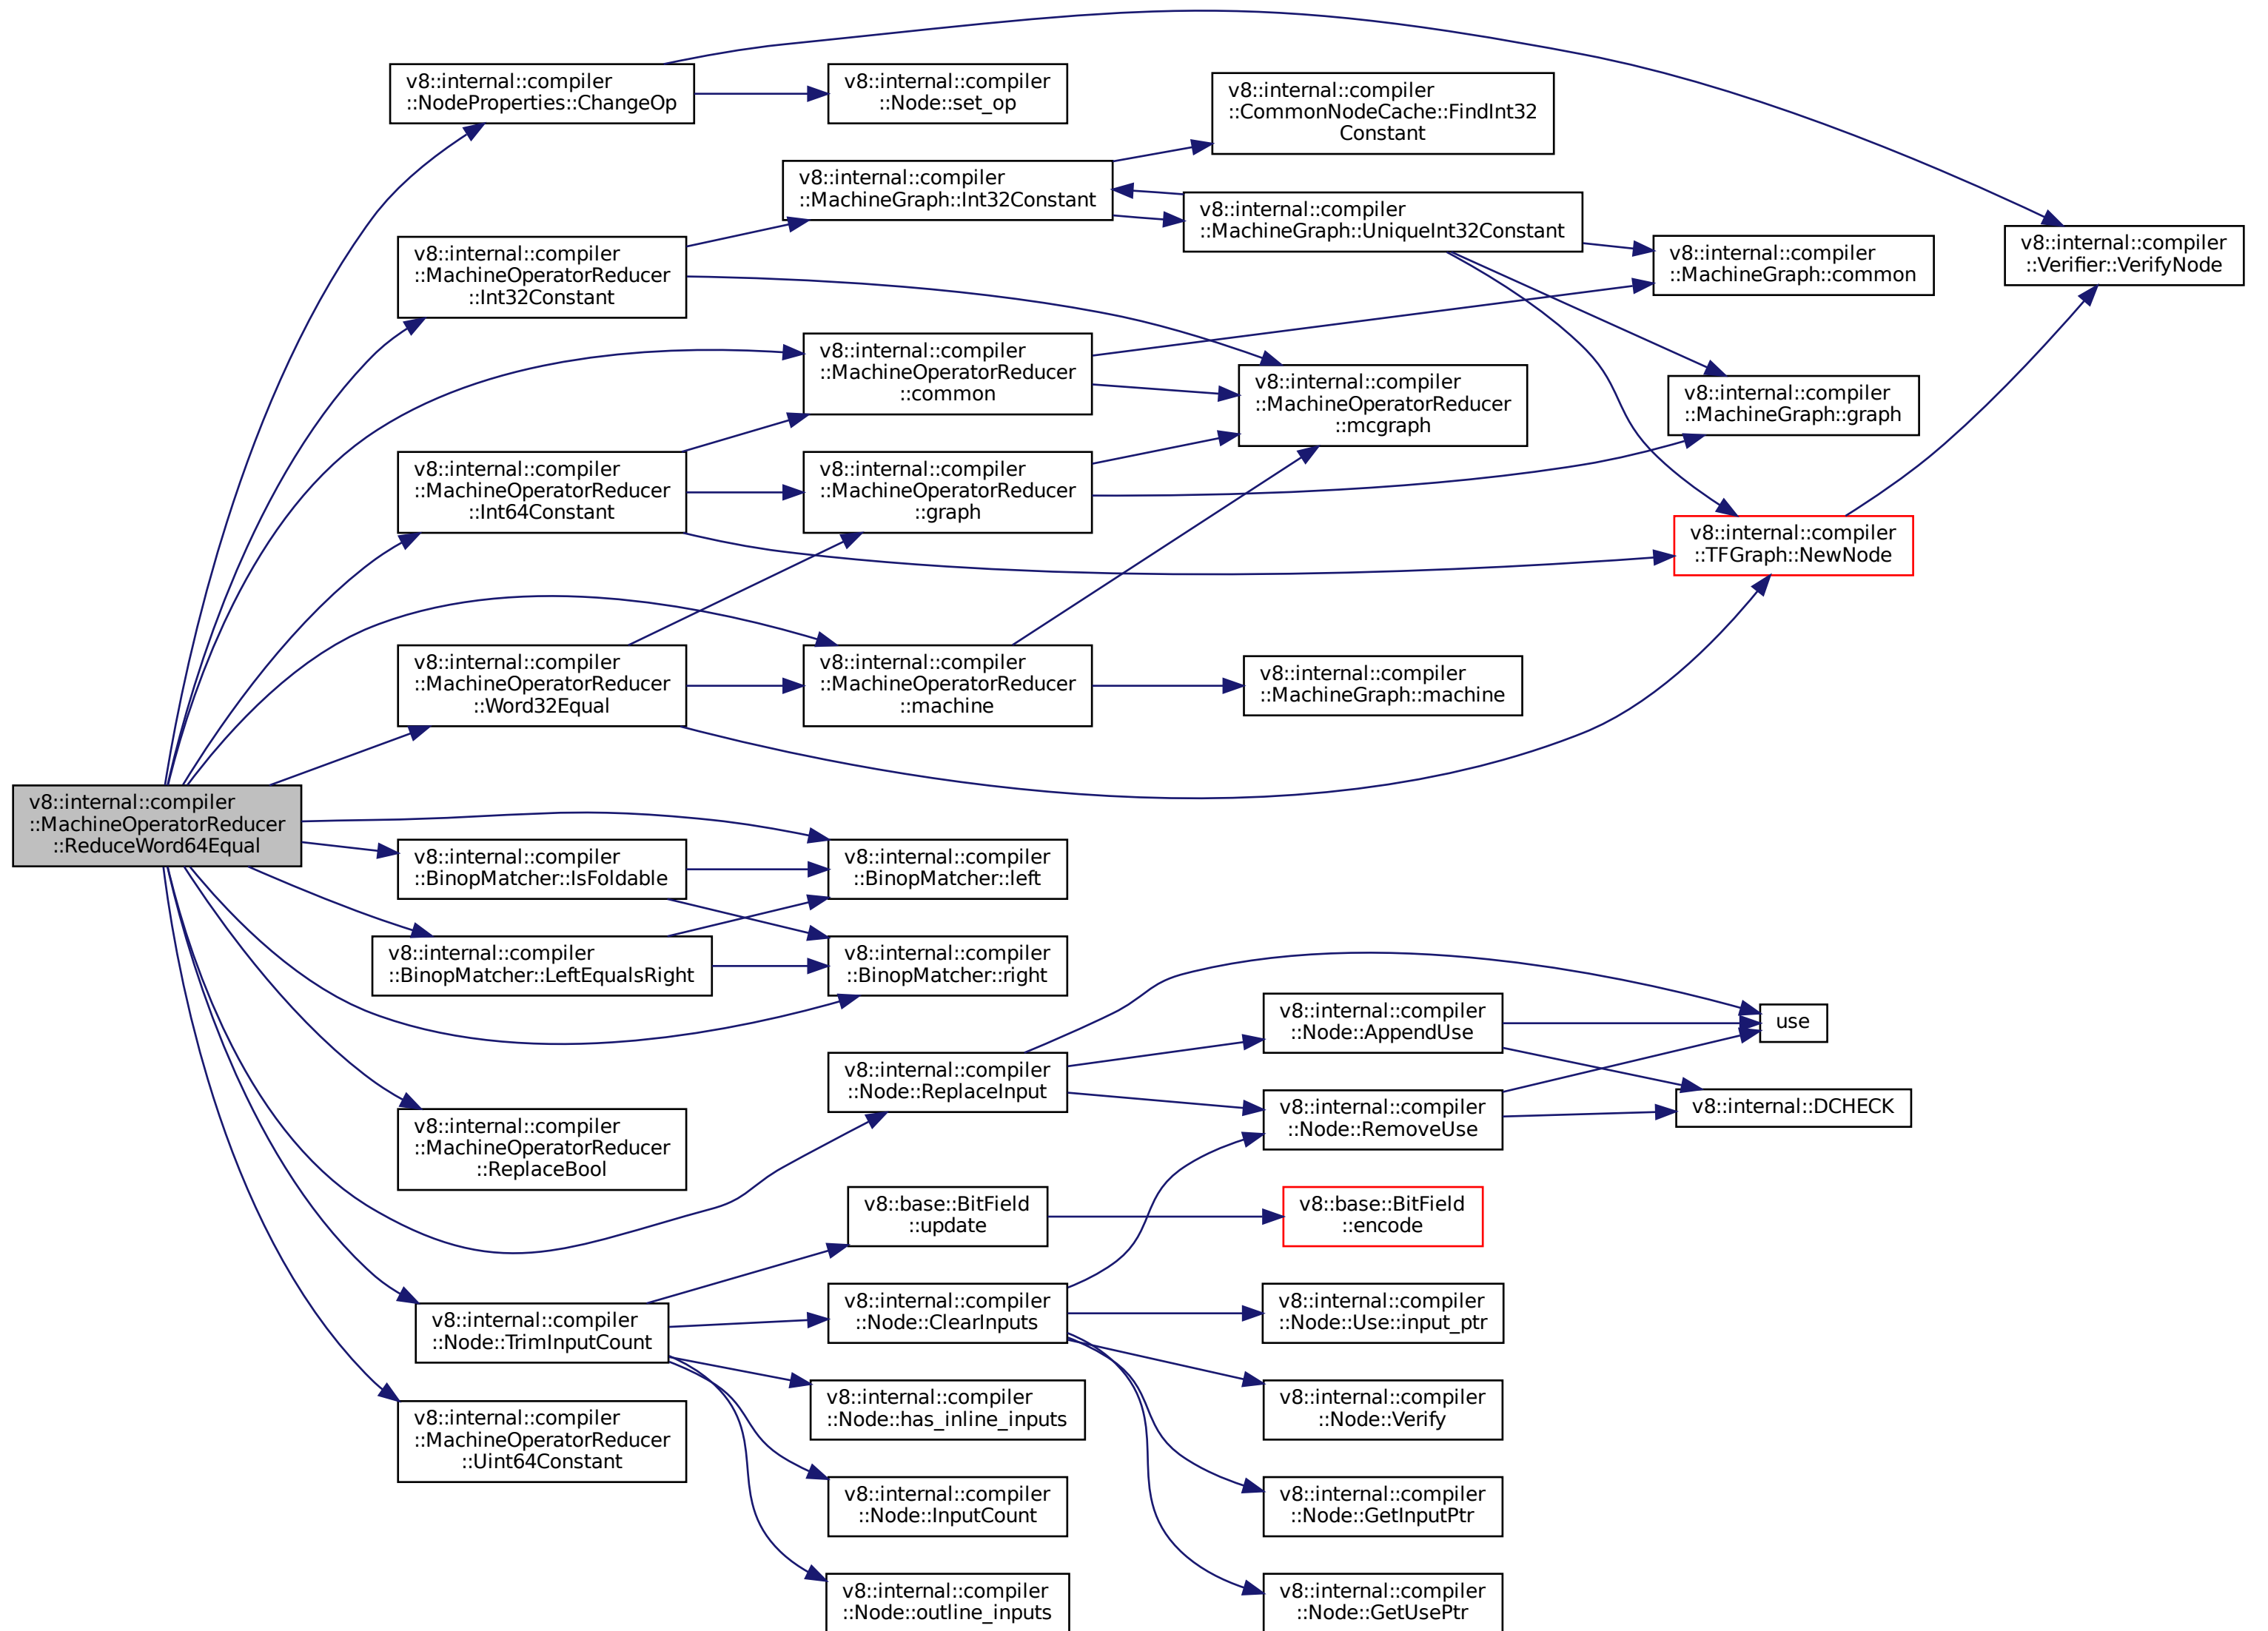 v8::internal::compiler
::MachineOperatorReducer
::ReduceWord64Equal
v8::internal::compiler
::NodeProperties::ChangeOp
v8::internal::compiler
::MachineOperatorReducer
::Int32Constant
v8::internal::compiler
::MachineOperatorReducer
::Int64Constant
v8::internal::compiler
::MachineOperatorReducer
::Word32Equal
v8::internal::compiler
::BinopMatcher::IsFoldable
v8::internal::compiler
::BinopMatcher::LeftEqualsRight
v8::internal::compiler
::MachineOperatorReducer
::ReplaceBool
v8::internal::compiler
::Node::TrimInputCount
v8::internal::compiler
::MachineOperatorReducer
::Uint64Constant
v8::internal::compiler
::Node::set_op
v8::internal::compiler
::MachineGraph::Int32Constant
v8::internal::compiler
::MachineOperatorReducer
::common
v8::internal::compiler
::MachineOperatorReducer
::graph
v8::internal::compiler
::MachineOperatorReducer
::machine
v8::internal::compiler
::BinopMatcher::left
v8::internal::compiler
::BinopMatcher::right
v8::internal::compiler
::Node::ReplaceInput
v8::base::BitField
::update
v8::internal::compiler
::Node::ClearInputs
v8::internal::compiler
::Node::has_inline_inputs
v8::internal::compiler
::Node::InputCount
v8::internal::compiler
::Node::outline_inputs
v8::internal::compiler
::CommonNodeCache::FindInt32
Constant
v8::internal::compiler
::MachineGraph::UniqueInt32Constant
v8::internal::compiler
::MachineOperatorReducer
::mcgraph
v8::internal::compiler
::MachineGraph::machine
v8::internal::compiler
::Node::AppendUse
v8::internal::compiler
::Node::RemoveUse
v8::base::BitField
::encode
v8::internal::compiler
::Node::Use::input_ptr
v8::internal::compiler
::Node::Verify
v8::internal::compiler
::Node::GetInputPtr
v8::internal::compiler
::Node::GetUsePtr
v8::internal::compiler
::MachineGraph::common
v8::internal::compiler
::MachineGraph::graph
v8::internal::compiler
::TFGraph::NewNode
use
v8::internal::DCHECK
v8::internal::compiler
::Verifier::VerifyNode